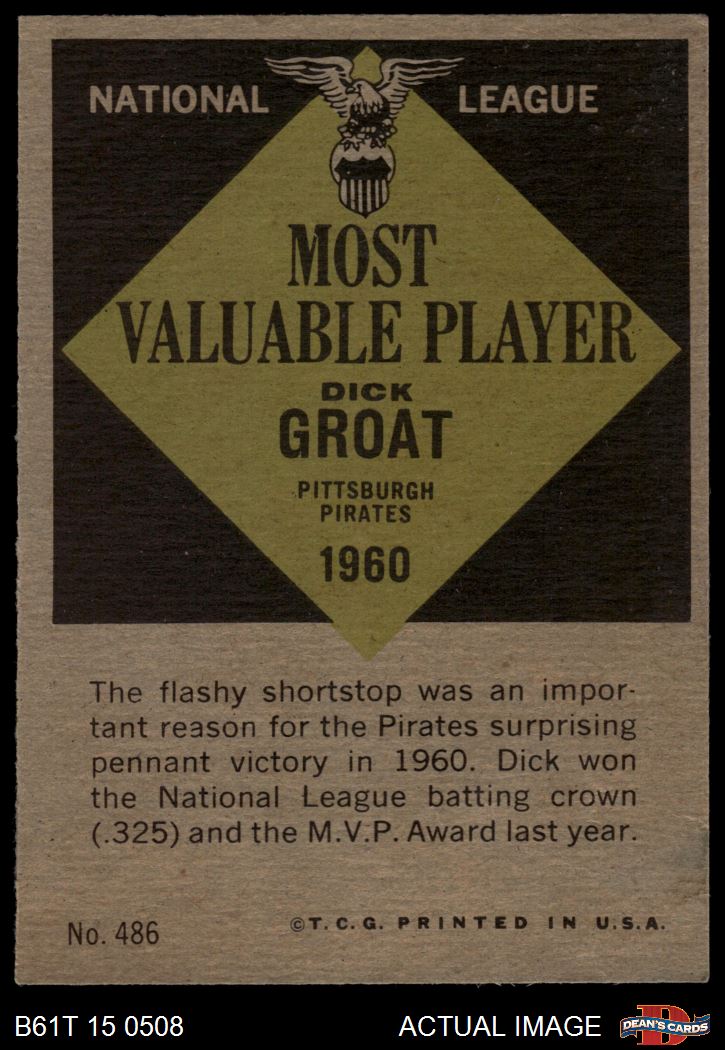 NATIONAL LEAGUE
MOST
VALUABLE PLAYER
DICK
GROAT
PITTSBURGH
PIRATES
1960
The flashy shortstop was an impor-
tant reason for the Pirates surprising
pennant victory in 1960. Dick won
the National League batting crown
(.325) and the M.V.P. Award last year.
No. 486 ©T.C.G. PRINTED IN U.S.A.
B61T 15 0508 ACTUAL IMAGE D DEAN'S CARDS